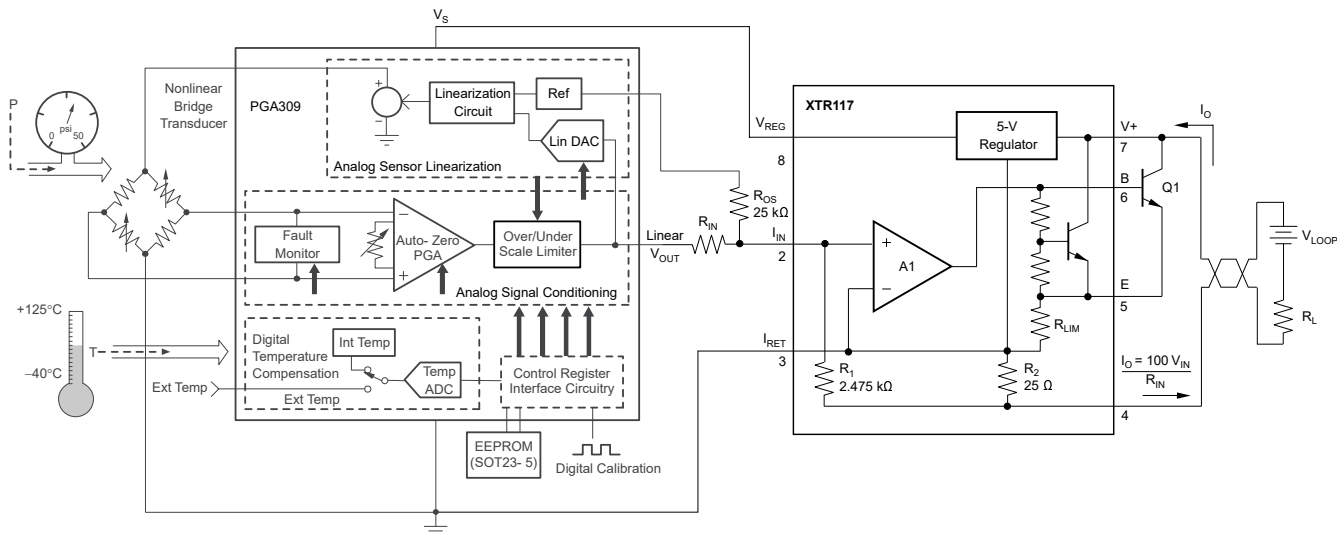 V_S
P
0 psi 50
Nonlinear
Bridge
Transducer
PGA309
+
−
Linearization
Circuit
Ref
Lin DAC
Analog Sensor Linearization
Fault
Monitor
−
Auto- Zero
PGA
+
Over/Under
Scale Limiter
Analog Signal Conditioning
Linear
V_OUT
R_IN
R_OS
25 kΩ
+125°C
T
−40°C
Digital
Temperature
Compensation
Int Temp
Temp
ADC
Ext Temp
Ext Temp
Control Register
Interface Circuitry
EEPROM
(SOT23- 5)
Digital Calibration
XTR117
V_REG
8
5-V
Regulator
V+
7
I_O
B
6
Q1
I_IN
2
+
A1
−
E
5
R_LIM
I_RET
3
R_1
2.475 kΩ
R_2
25 Ω
I_O = 100 V_IN
R_IN
4
V_LOOP
R_L